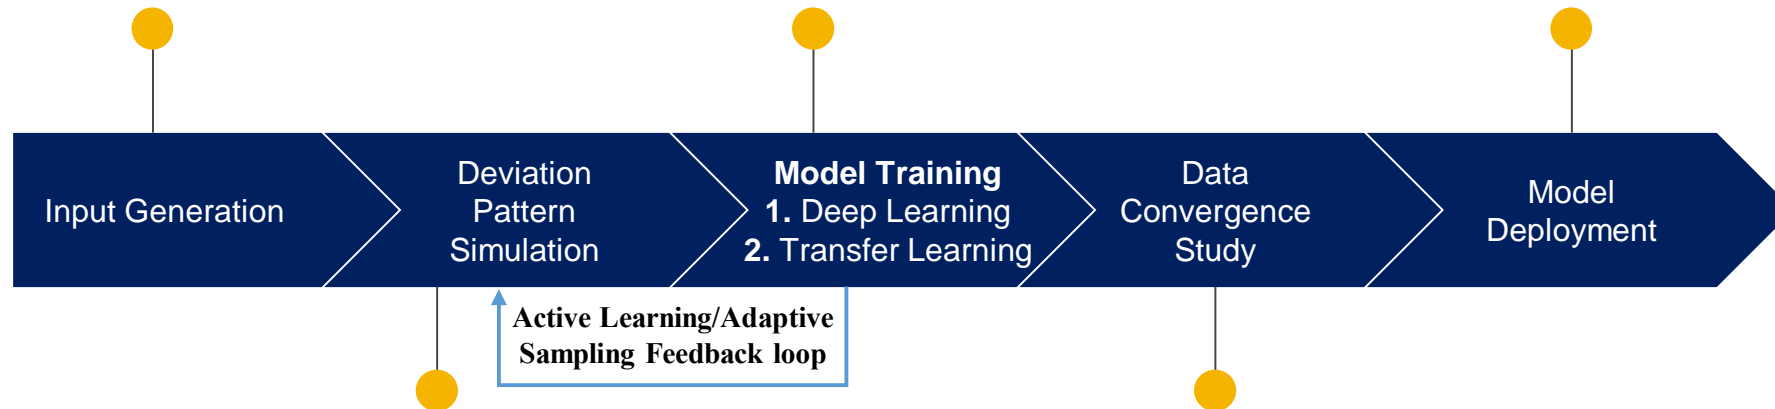 Input Generation
Deviation
Pattern
Simulation
Model Training
1. Deep Learning
2. Transfer Learning
Data
Convergence
Study
Model
Deployment
Active Learning/Adaptive
Sampling Feedback loop